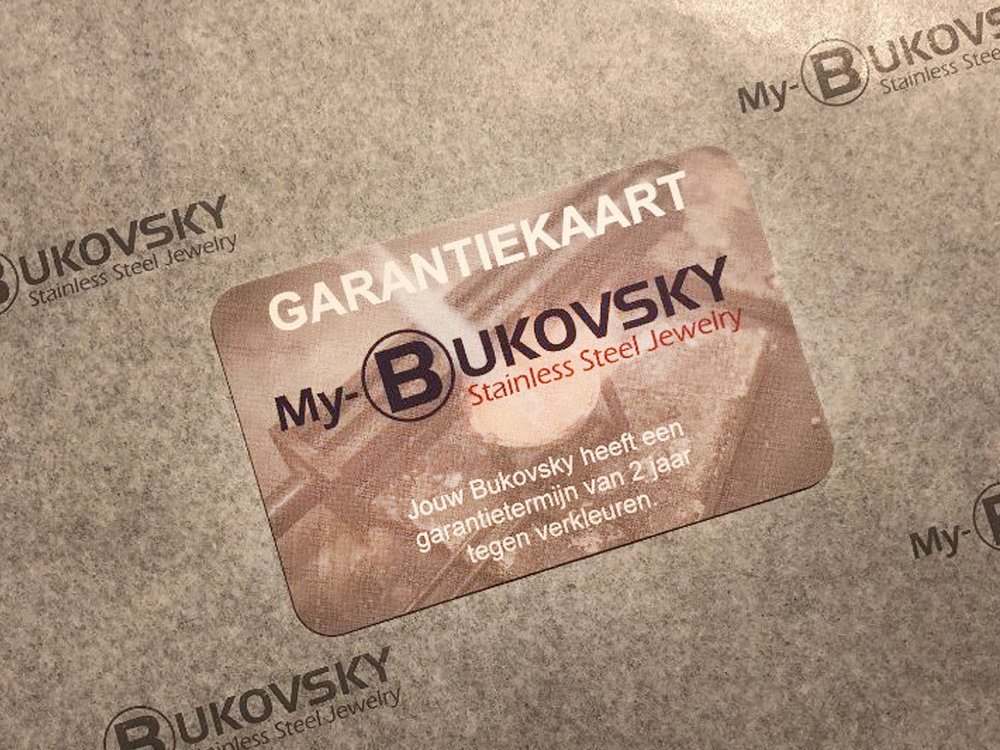 My-BUKOVSKY
Stainless Steel Jewelry
BUKOVSKY
Stainless Steel Jewelry
GARANTIEKAART
My-BUKOVSKY
Stainless Steel Jewelry
Jouw Bukovsky heeft een
garantietermijn van 2 jaar
tegen verkleuren.
My-B
BUKOVSKY
Stainless Steel Jewelry